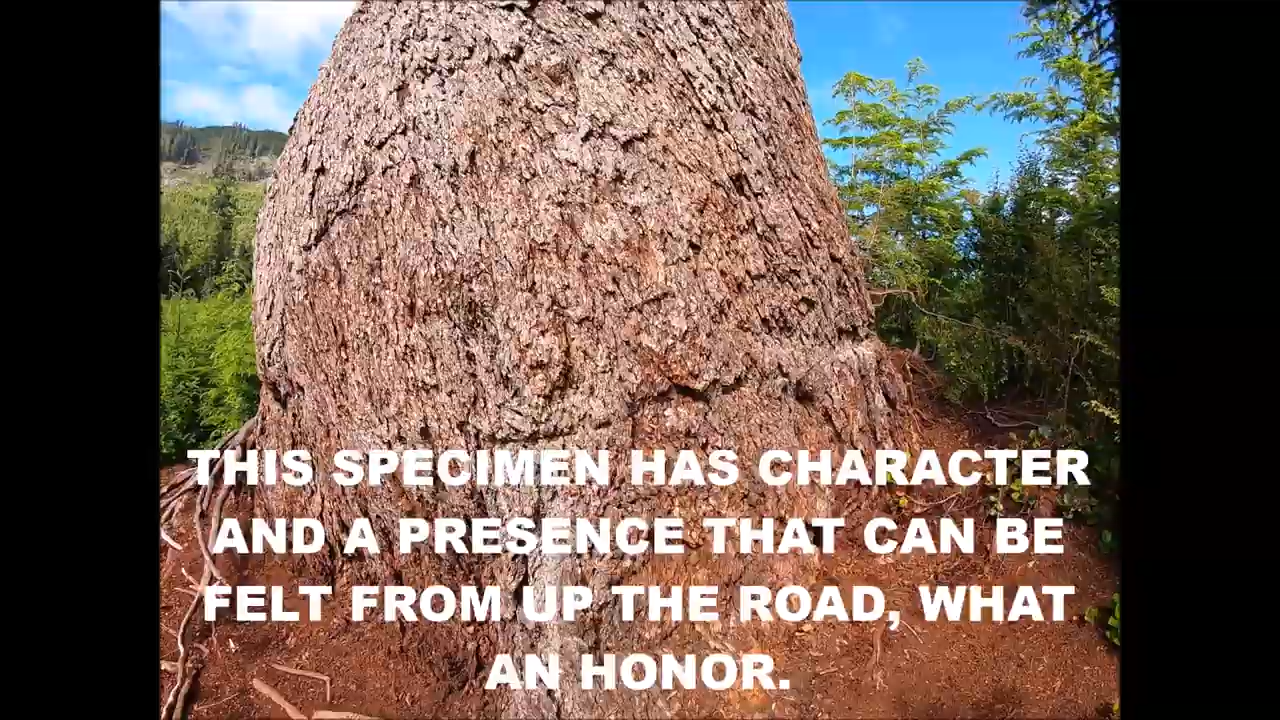 THIS SPECIMEN HAS CHARACTER
AND A PRESENCE THAT CAN BE
FELT FROM UP THE ROAD, WHAT
AN HONOR.